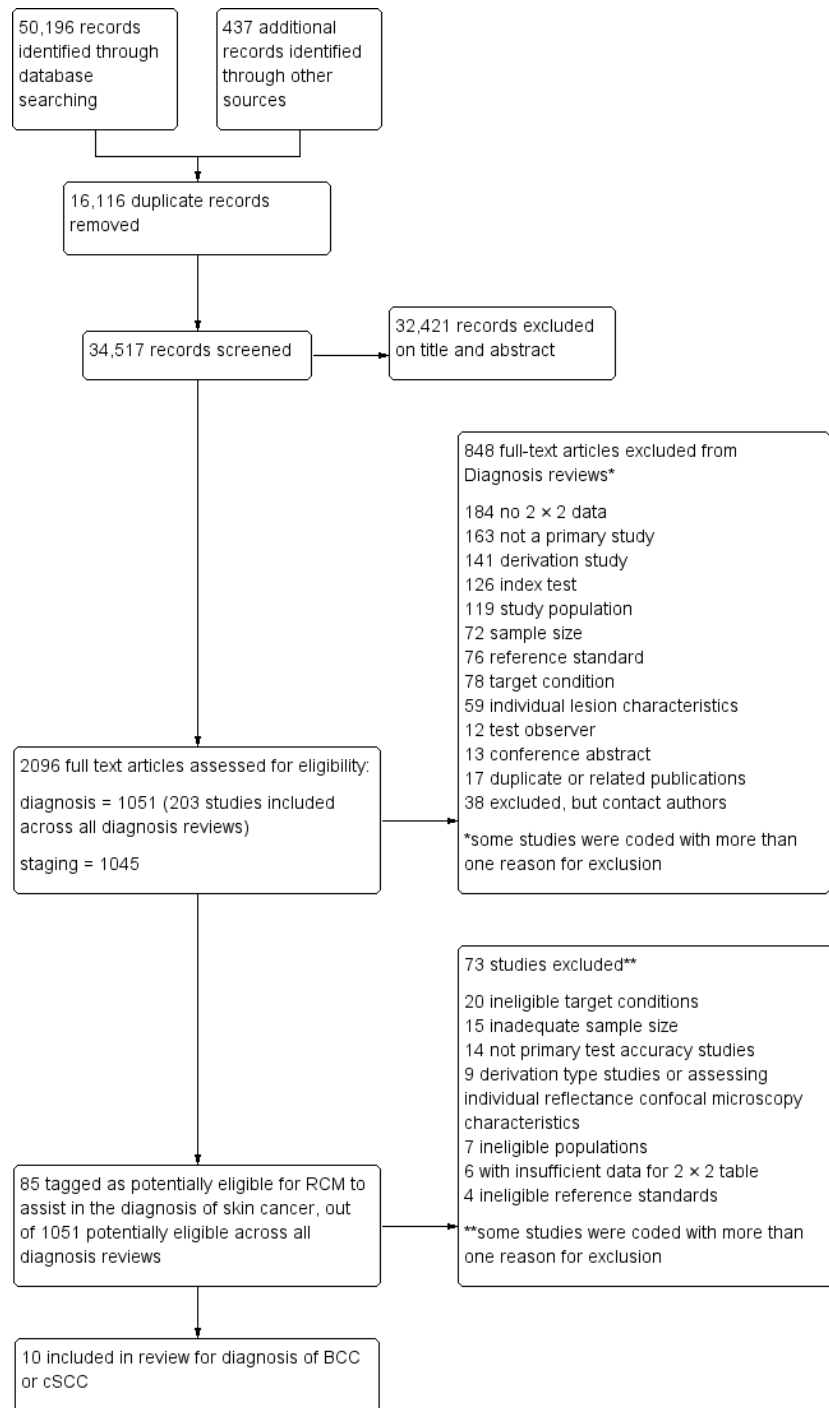 50,196 records
identified through
database
searching
437 additional
records identified
through other
sources
16,116 duplicate records
removed
34,517 records screened
32,421 records excluded
on title and abstract
848 full-text articles excluded from
Diagnosis reviews*
184 no 2 × 2 data
163 not a primary study
141 derivation study
126 index test
119 study population
72 sample size
76 reference standard
78 target condition
59 individual lesion characteristics
12 test observer
13 conference abstract
17 duplicate or related publications
38 excluded, but contact authors
*some studies were coded with more than
one reason for exclusion
2096 full text articles assessed for eligibility:
diagnosis = 1051 (203 studies included
across all diagnosis reviews)
staging = 1045
73 studies excluded**
20 ineligible target conditions
15 inadequate sample size
14 not primary test accuracy studies
9 derivation type studies or assessing
individual reflectance confocal microscopy
characteristics
7 ineligible populations
6 with insufficient data for 2 × 2 table
4 ineligible reference standards
**some studies were coded with more than
one reason for exclusion
85 tagged as potentially eligible for RCM to
assist in the diagnosis of skin cancer, out
of 1051 potentially eligible across all
diagnosis reviews
10 included in review for diagnosis of BCC
or cSCC